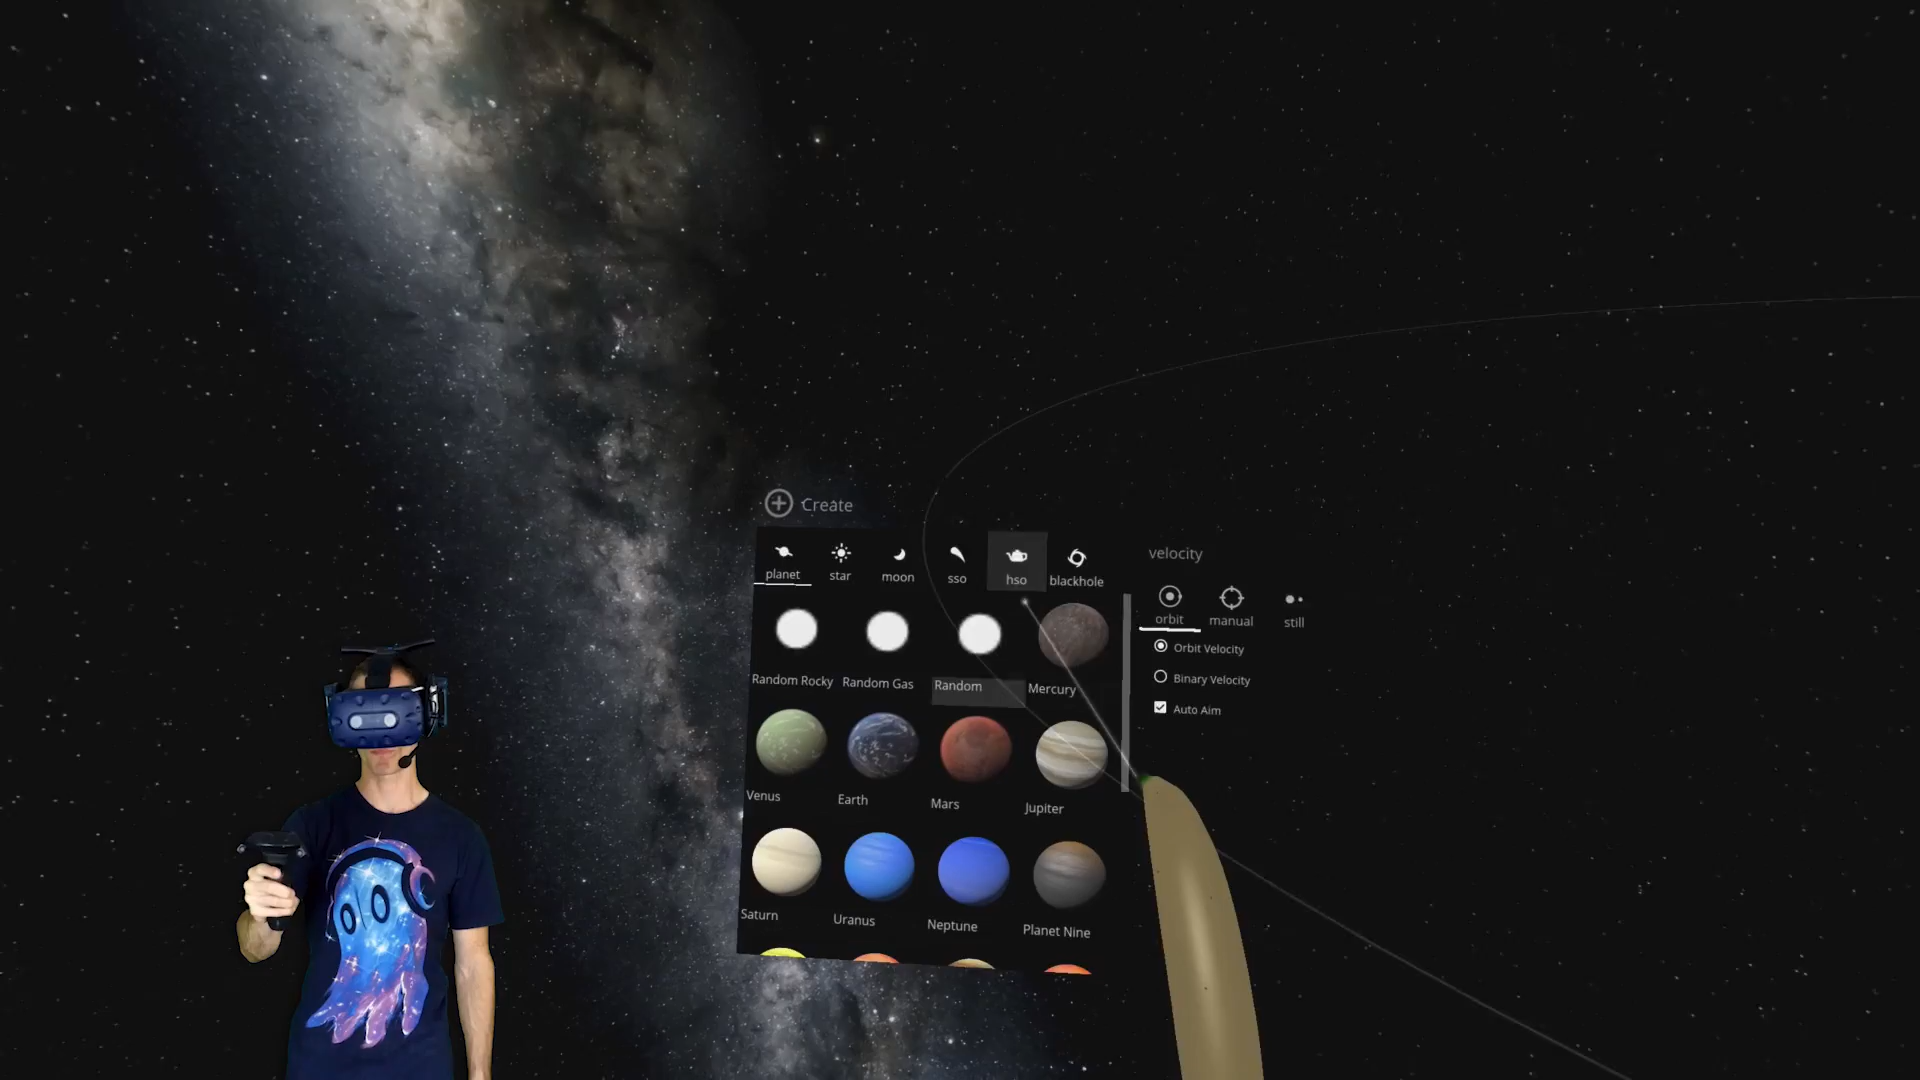 Create
planet star moon sso hso blackhole
Random Rocky Random Gas Random Mercury
Venus Earth Mars Jupiter
Saturn Uranus Neptune Planet Nine
velocity
orbit manual still
Orbit Velocity
Binary Velocity
Auto Aim